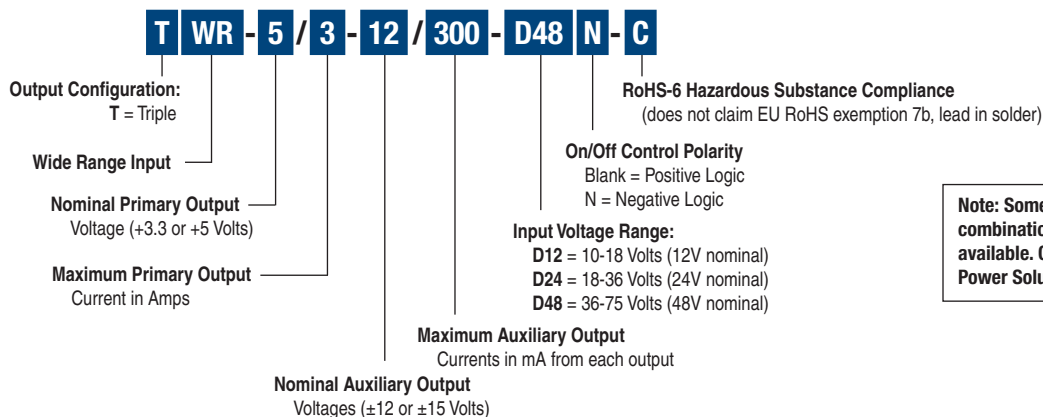 T WR - 5 / 3 - 12 / 300 - D48 N - C
Output Configuration:
T = Triple
Wide Range Input
Nominal Primary Output
Voltage (+3.3 or +5 Volts)
Maximum Primary Output
Current in Amps
Nominal Auxiliary Output
Voltages (±12 or ±15 Volts)
Maximum Auxiliary Output
Currents in mA from each output
Input Voltage Range:
D12 = 10-18 Volts (12V nominal)
D24 = 18-36 Volts (24V nominal)
D48 = 36-75 Volts (48V nominal)
On/Off Control Polarity
Blank = Positive Logic
N = Negative Logic
RoHS-6 Hazardous Substance Compliance
(does not claim EU RoHS exemption 7b, lead in solder)
Note: Some
combination
available.
Power